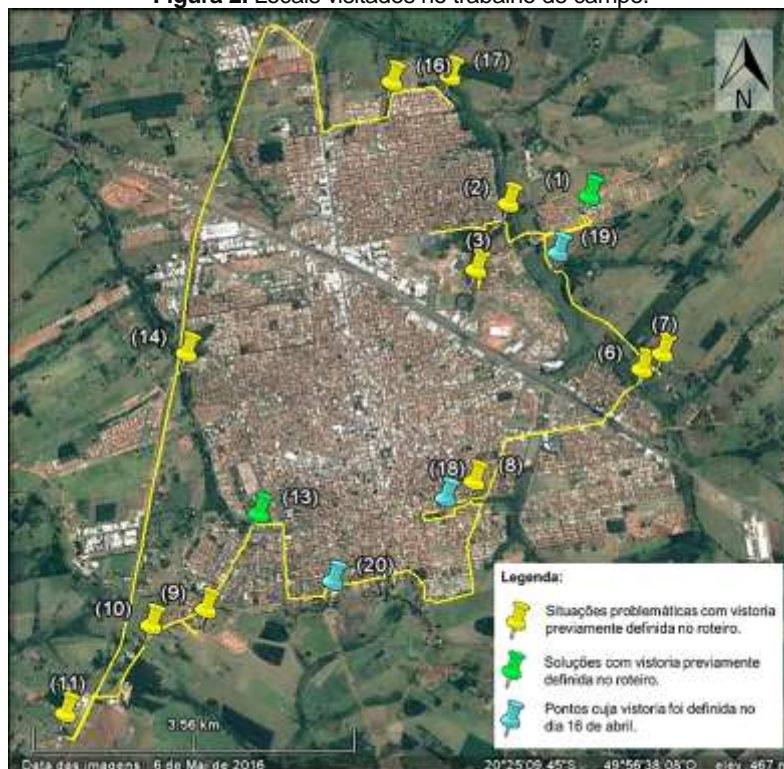 Figura 2. Locais visitados no trabalho de campo.
(16)
(17)
N
(2)
(1)
(3)
(19)
(14)
(7)
(6)
(18)
(8)
(13)
(20)
(10)
(9)
(11)
Legenda:
Situações problemáticas com vistoria
previamente definida no roteiro.
Soluções com vistoria previamente
definida no roteiro.
Pontos cuja vistoria foi definida no
dia 16 de abril.
3.56 km
Data das imagens: 6 de Mai de 2016 20°25'09.45"S 49°56'38.08"O elev. 467